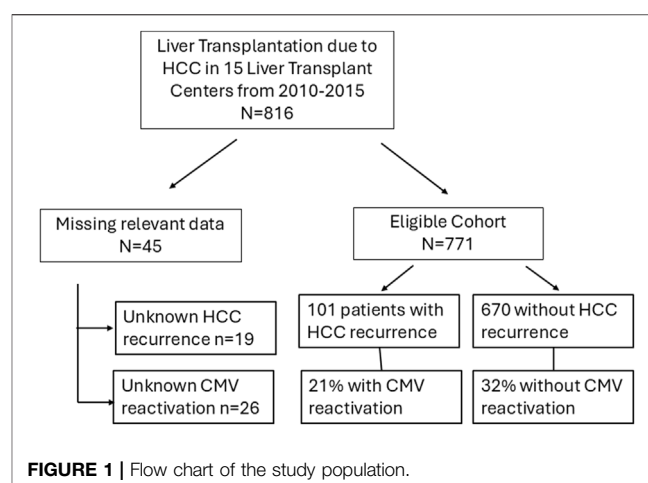 Liver Transplantation due to
HCC in 15 Liver Transplant
Centers from 2010-2015
N=816
Missing relevant data
N=45
Eligible Cohort
N=771
Unknown HCC
recurrence n=19
Unknown CMV
reactivation n=26
101 patients with
HCC recurrence
670 without HCC
recurrence
21% with CMV
reactivation
32% without CMV
reactivation
FIGURE 1 | Flow chart of the study population.